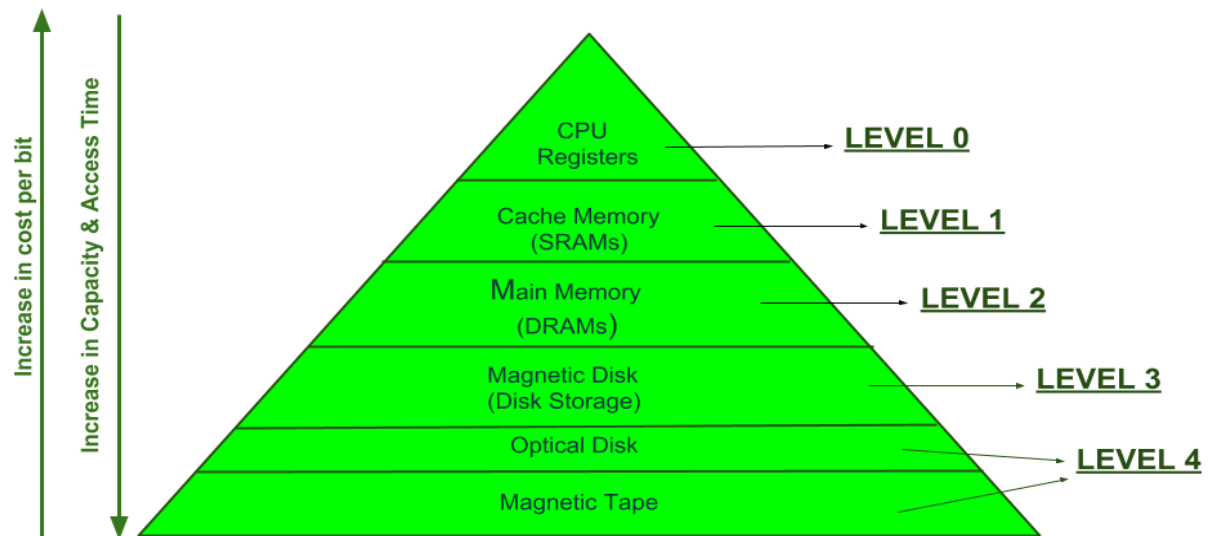 Increase in cost per bit
Increase in Capacity & Access Time
CPU
Registers
LEVEL 0
Cache Memory
(SRAMs)
LEVEL 1
Main Memory
(DRAMs)
LEVEL 2
Magnetic Disk
(Disk Storage)
LEVEL 3
Optical Disk
LEVEL 4
Magnetic Tape